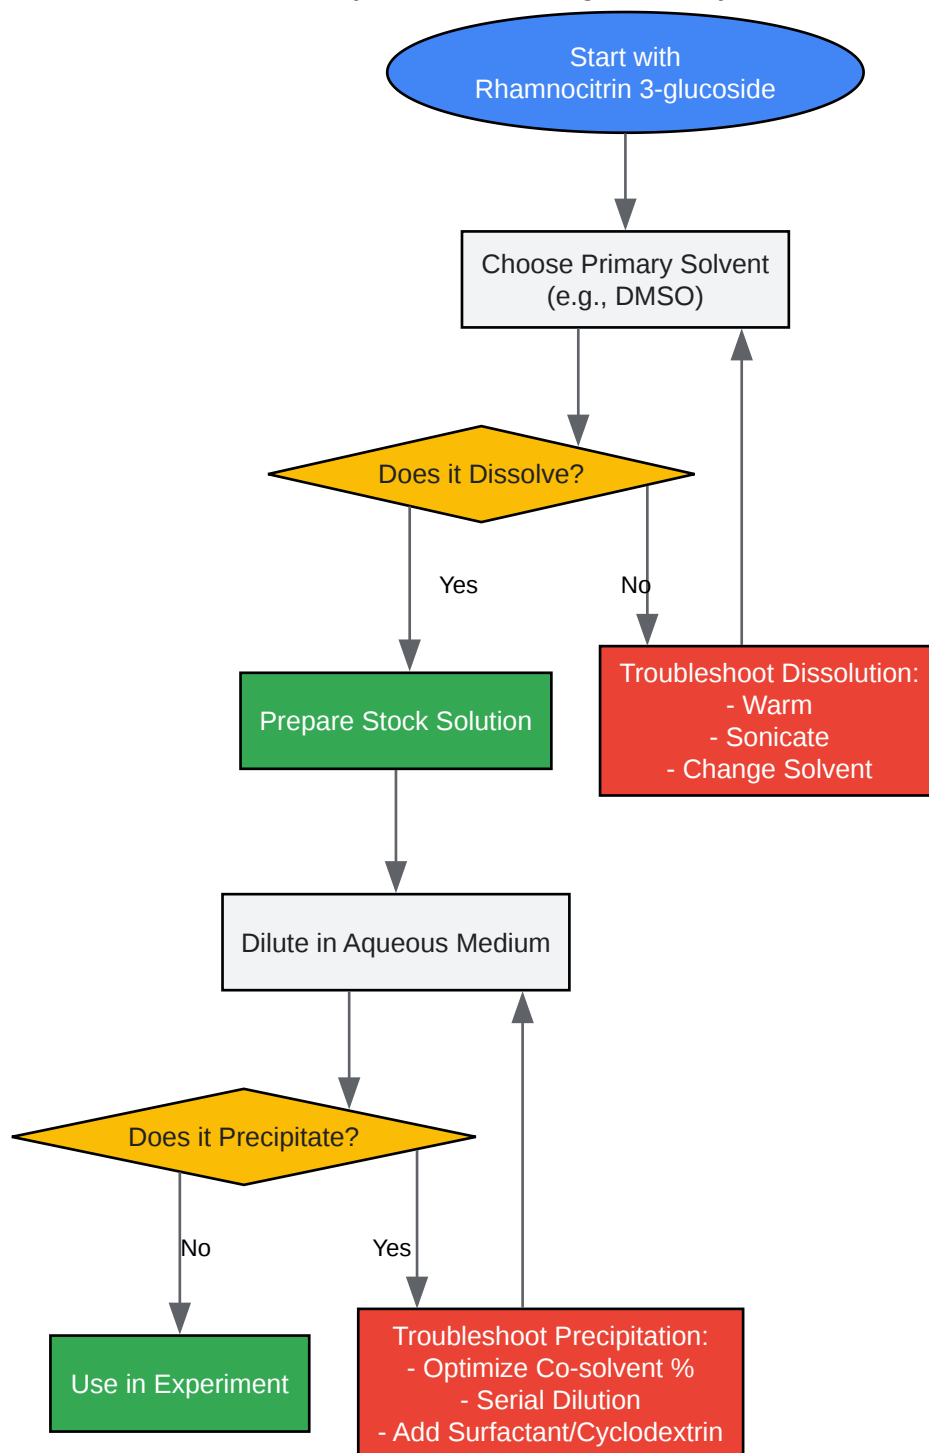 Start with
Rhamnocitrin 3-glucoside
Choose Primary Solvent
(e.g., DMSO)
Does it Dissolve?
Yes
No
Troubleshoot Dissolution:
- Warm
- Sonicate
- Change Solvent
Prepare Stock Solution
Dilute in Aqueous Medium
Does it Precipitate?
No
Yes
Troubleshoot Precipitation:
- Optimize Co-solvent %
- Serial Dilution
- Add Surfactant/Cyclodextrin
Use in Experiment